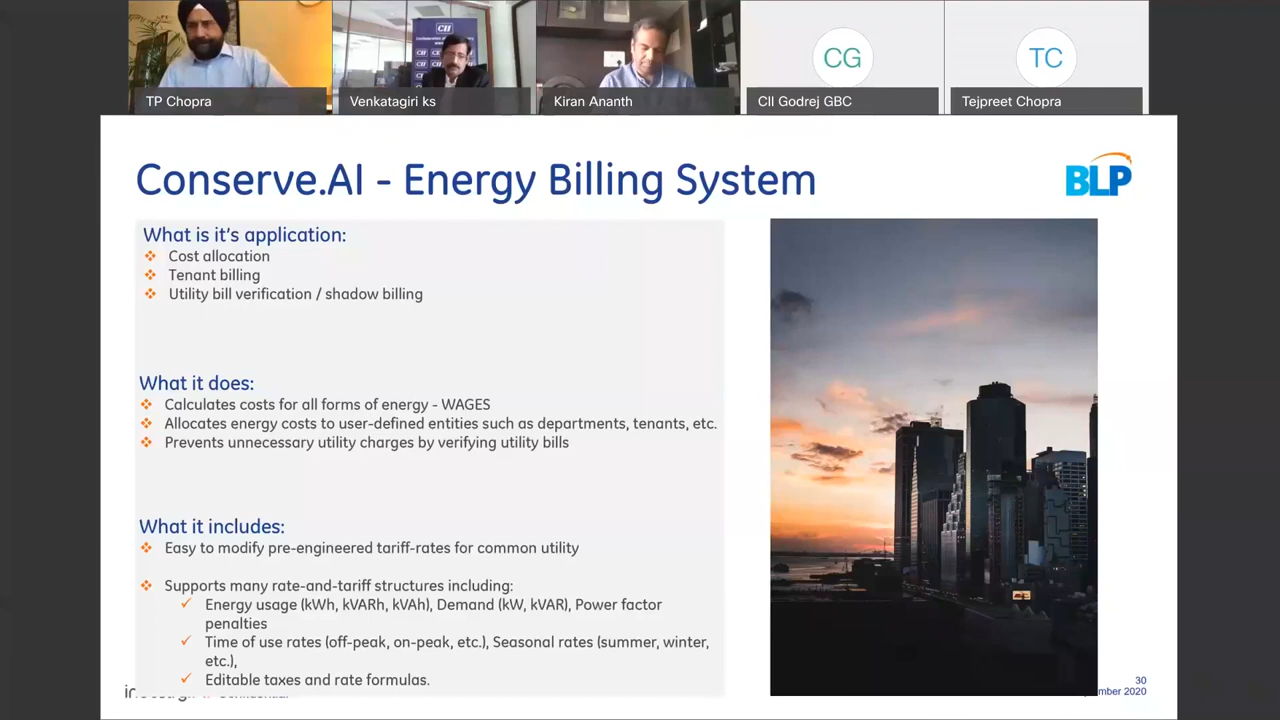 CII
TP Chopra
Venkatagiri ks
Kiran Ananth
CG
CII Godrej GBC
TC
Tejpreet Chopra
Conserve.AI - Energy Billing System
BLP
What is it's application:
Cost allocation
Tenant billing
Utility bill verification / shadow billing
What it does:
Calculates costs for all forms of energy - WAGES
Allocates energy costs to user-defined entities such as departments, tenants, etc.
Prevents unnecessary utility charges by verifying utility bills
What it includes:
Easy to modify pre-engineered tariff-rates for common utility
Supports many rate-and-tariff structures including:
Energy usage (kWh, kVARh, kVAh), Demand (kW, kVAR), Power factor
penalties
Time of use rates (off-peak, on-peak, etc.), Seasonal rates (summer, winter,
etc.),
Editable taxes and rate formulas.
30
2020